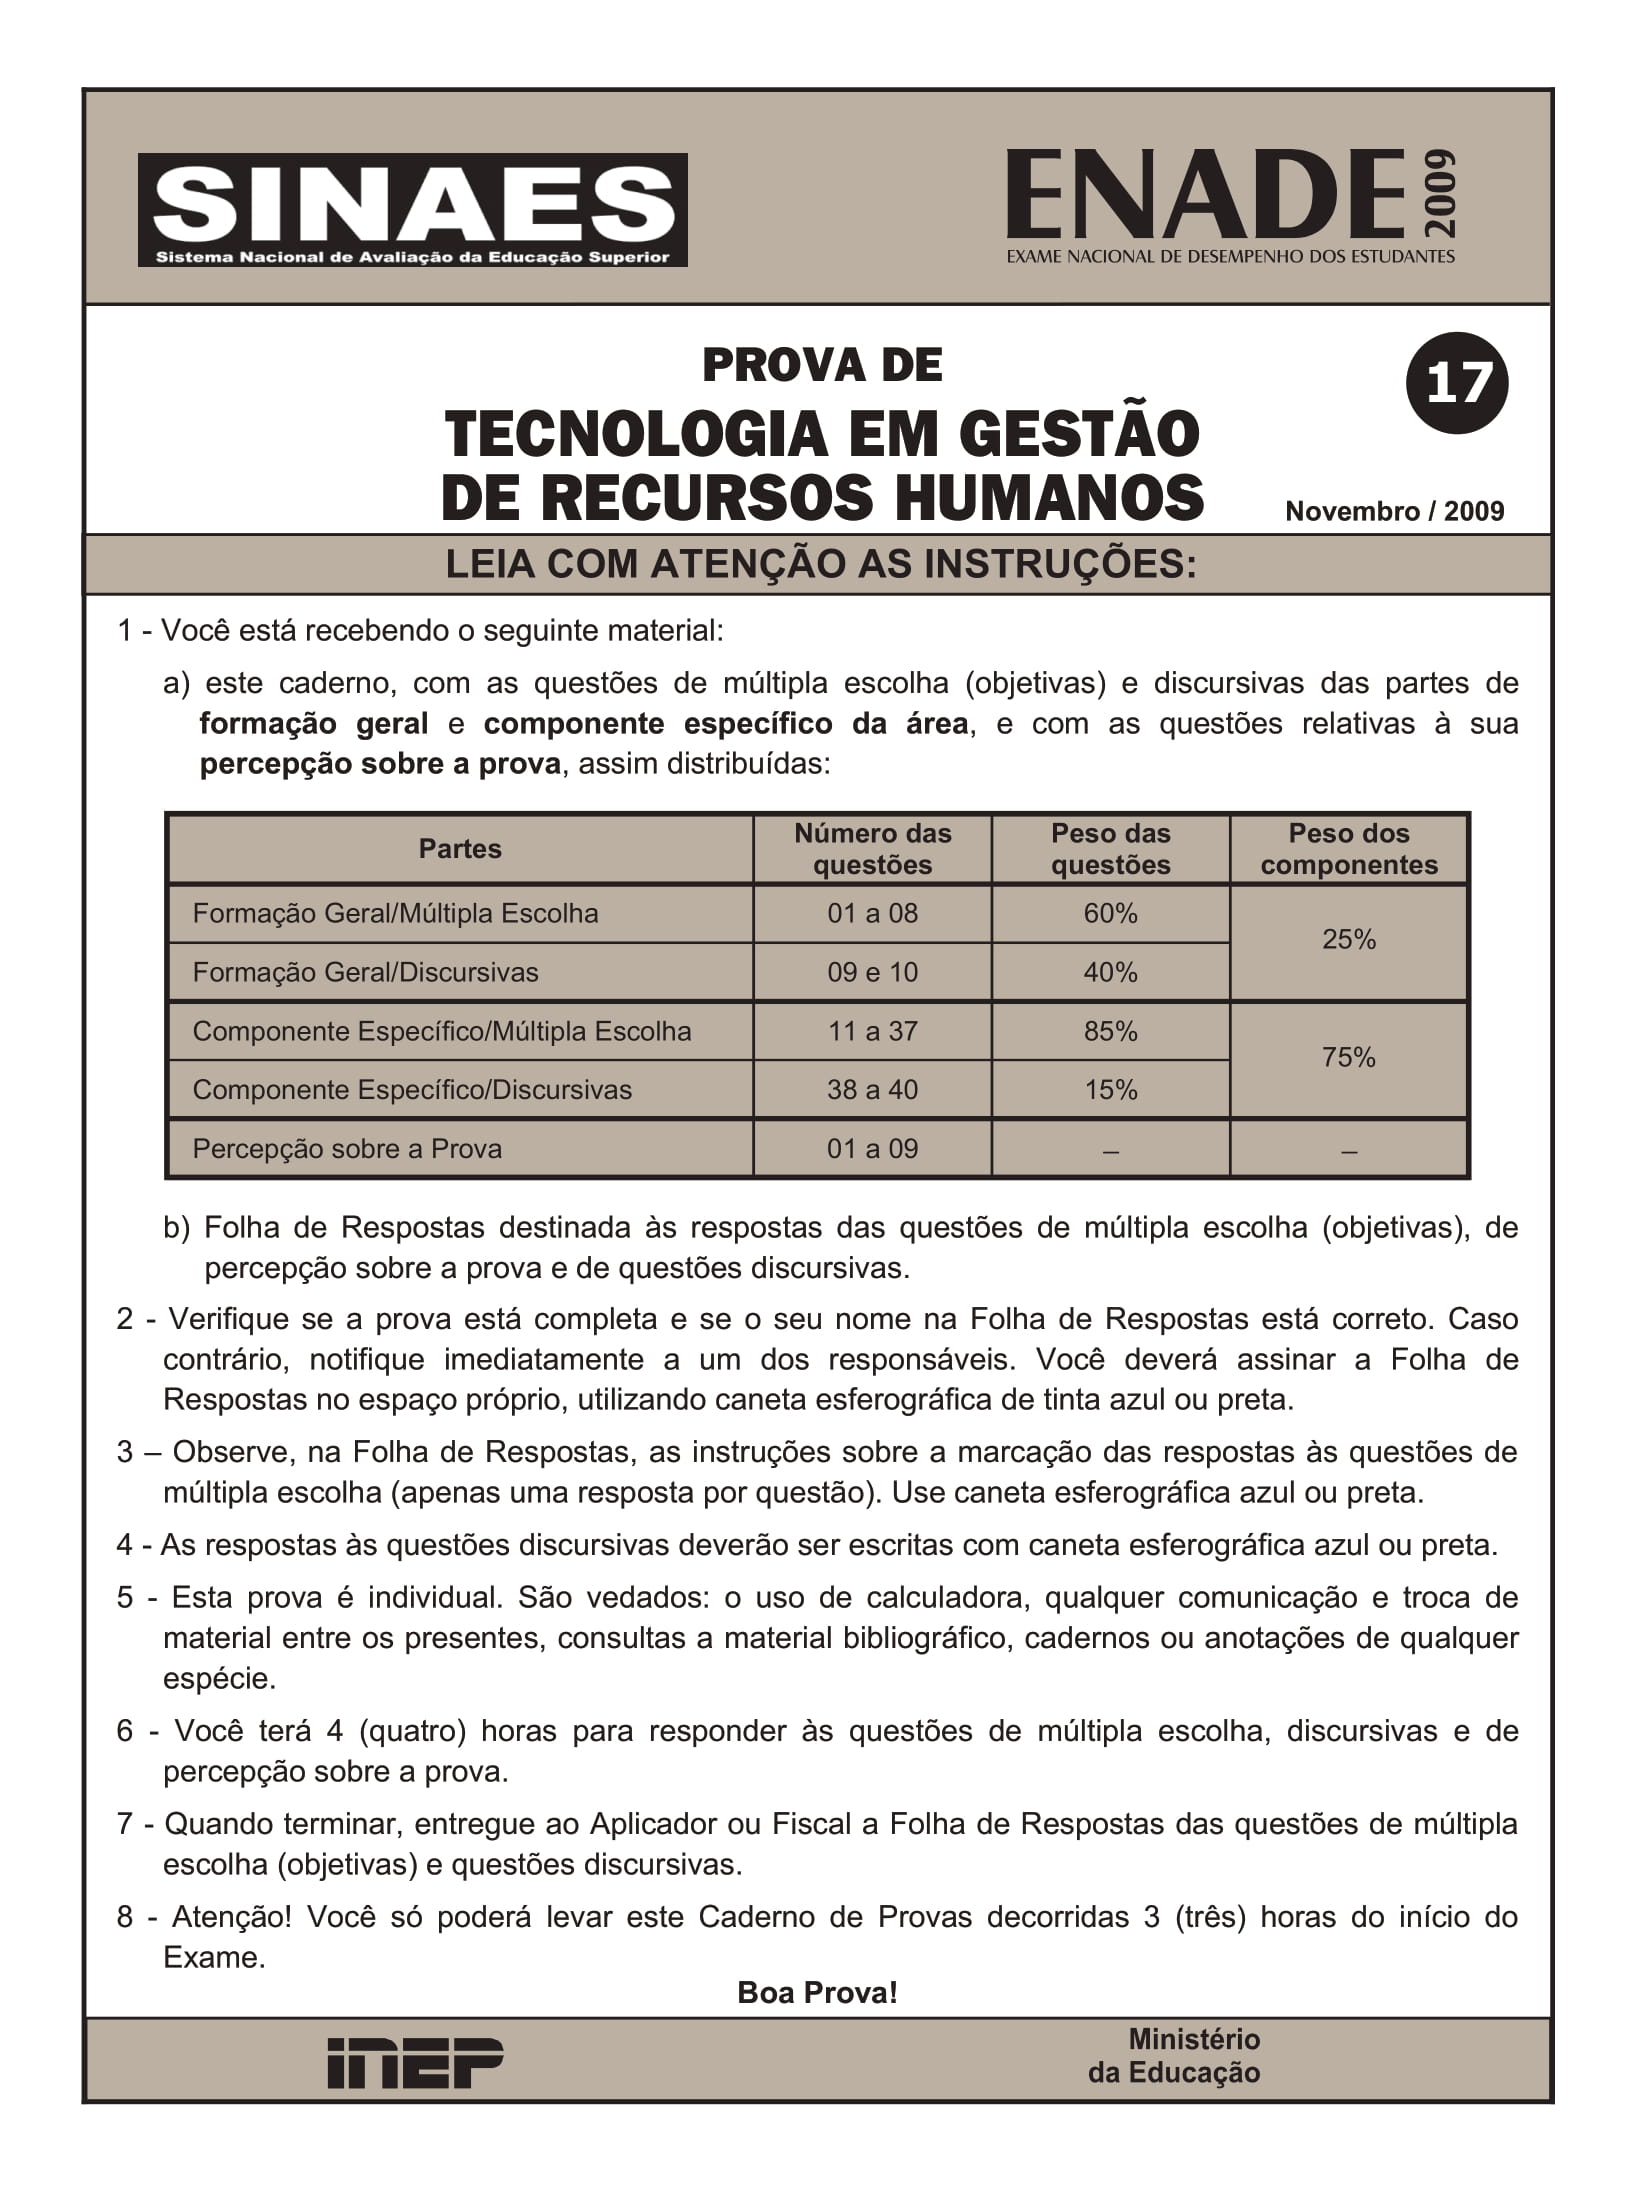 SINAES
Sistema Nacional de Avaliação da Educação Superior
ENADE 2009
EXAME NACIONAL DE DESEMPENHO DOS ESTUDANTES
PROVA DE
17
TECNOLOGIA EM GESTÃO
DE RECURSOS HUMANOS
Novembro / 2009
LEIA COM ATENÇÃO AS INSTRUÇÕES:
1 - Você está recebendo o seguinte material:
a) este caderno, com as questões de múltipla escolha (objetivas) e discursivas das partes de
formação geral e componente específico da área, e com as questões relativas à sua
percepção sobre a prova, assim distribuídas:
Partes Número das questões Peso das questões Peso dos componentes
Formação Geral/Múltipla Escolha 01 a 08 60% 25%
Formação Geral/Discursivas 09 e 10 40%
Componente Específico/Múltipla Escolha 11 a 37 85% 75%
Componente Específico/Discursivas 38 a 40 15%
Percepção sobre a Prova 01 a 09 – –
b) Folha de Respostas destinada às respostas das questões de múltipla escolha (objetivas), de
percepção sobre a prova e de questões discursivas.
2 - Verifique se a prova está completa e se o seu nome na Folha de Respostas está correto. Caso
contrário, notifique imediatamente a um dos responsáveis. Você deverá assinar a Folha de
Respostas no espaço próprio, utilizando caneta esferográfica de tinta azul ou preta.
3 – Observe, na Folha de Respostas, as instruções sobre a marcação das respostas às questões de
múltipla escolha (apenas uma resposta por questão). Use caneta esferográfica azul ou preta.
4 - As respostas às questões discursivas deverão ser escritas com caneta esferográfica azul ou preta.
5 - Esta prova é individual. São vedados: o uso de calculadora, qualquer comunicação e troca de
material entre os presentes, consultas a material bibliográfico, cadernos ou anotações de qualquer
espécie.
6 - Você terá 4 (quatro) horas para responder às questões de múltipla escolha, discursivas e de
percepção sobre a prova.
7 - Quando terminar, entregue ao Aplicador ou Fiscal a Folha de Respostas das questões de múltipla
escolha (objetivas) e questões discursivas.
8 - Atenção! Você só poderá levar este Caderno de Provas decorridas 3 (três) horas do início do
Exame.
Boa Prova!
INEP
Ministério
da Educação